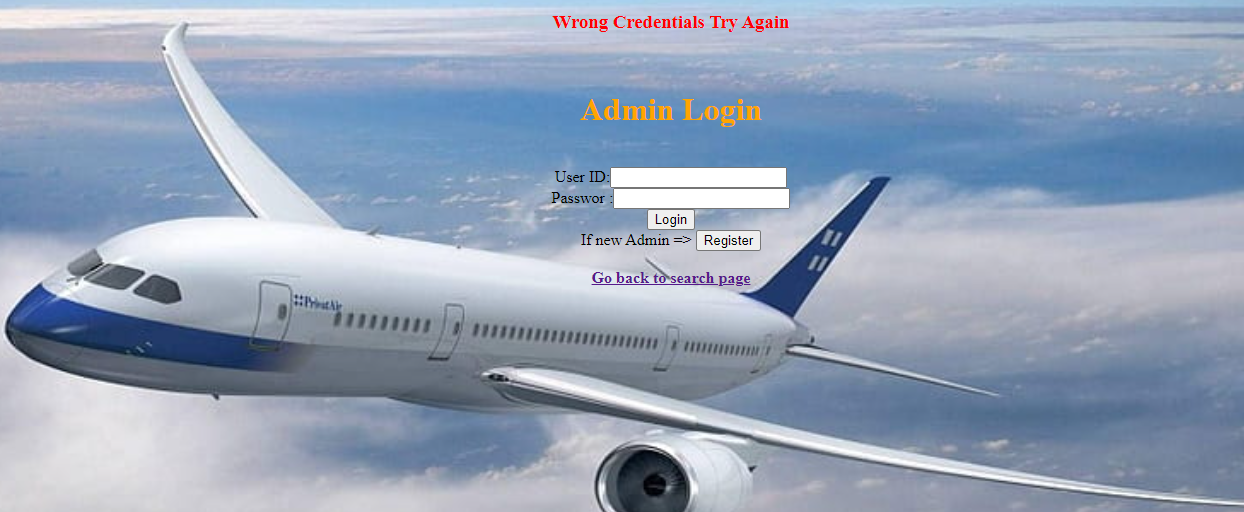 Wrong Credentials Try Again
Admin Login
User ID:
Passwor :
Login
If new Admin => Register
Go back to search page
PrivatAir